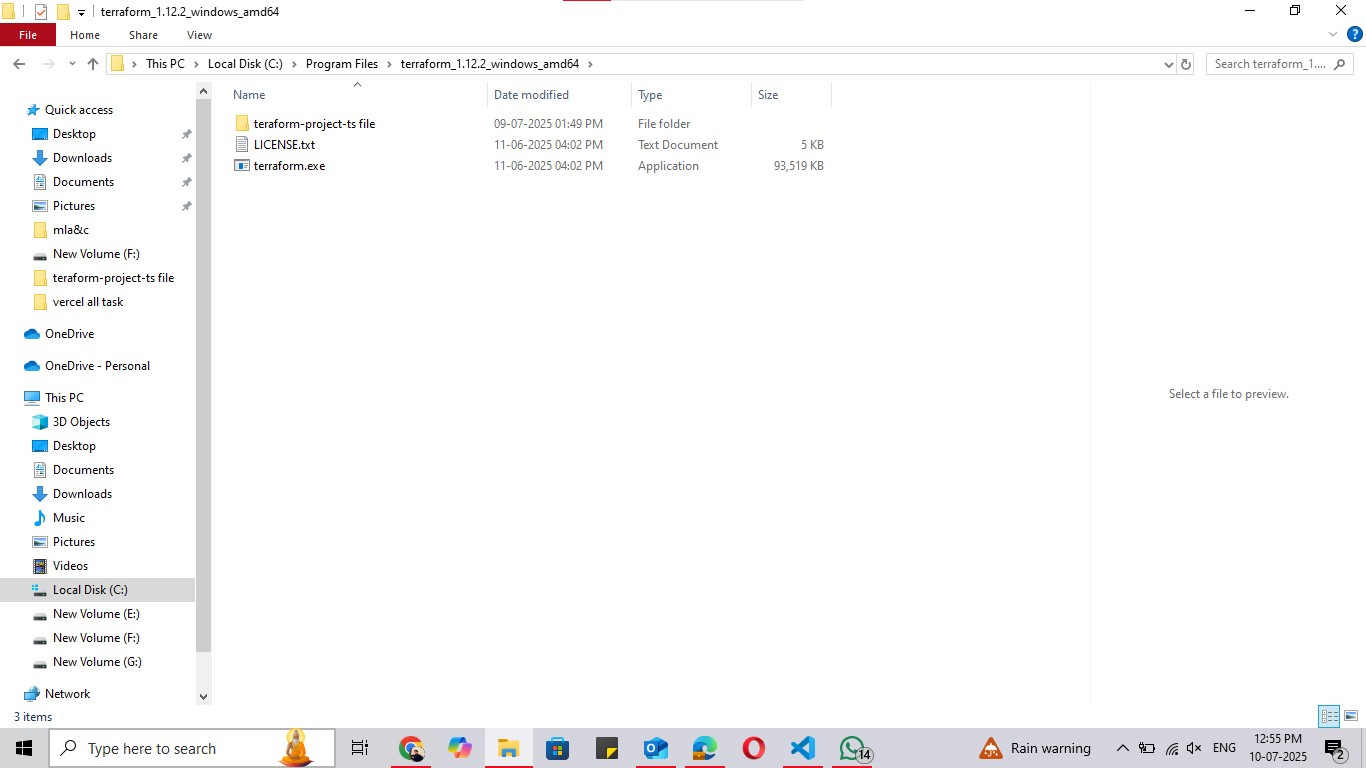 terraform_1.12.2_windows_amd64
File Home Share View
This PC Local Disk (C:) Program Files terraform_1.12.2_windows_amd64 Search terraform_1....
Quick access
Desktop
Downloads
Documents
Pictures
mla&c
New Volume (F:)
teraform-project-ts file
vercel all task
OneDrive
OneDrive - Personal
This PC
3D Objects
Desktop
Documents
Downloads
Music
Pictures
Videos
Local Disk (C:)
New Volume (E:)
New Volume (F:)
New Volume (G:)
Network
Name Date modified Type Size
teraform-project-ts file 09-07-2025 01:49 PM File folder
LICENSE.txt 11-06-2025 04:02 PM Text Document 5 KB
terraform.exe 11-06-2025 04:02 PM Application 93,519 KB
Select a file to preview.
3 items
Type here to search 14 Rain warning ENG 12:55 PM
10-07-2025 2